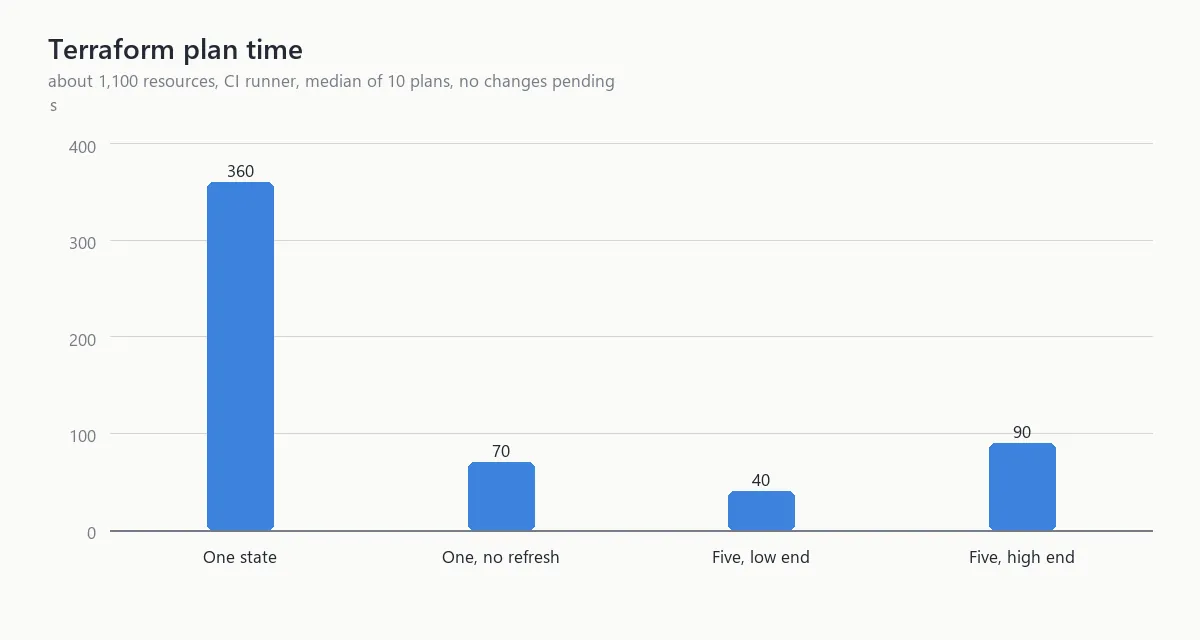 Terraform plan time
about 1,100 resources, CI runner, median of 10 plans, no changes pending
s
400
300
200
100
0
360
70
40
90
One state
One, no refresh
Five, low end
Five, high end